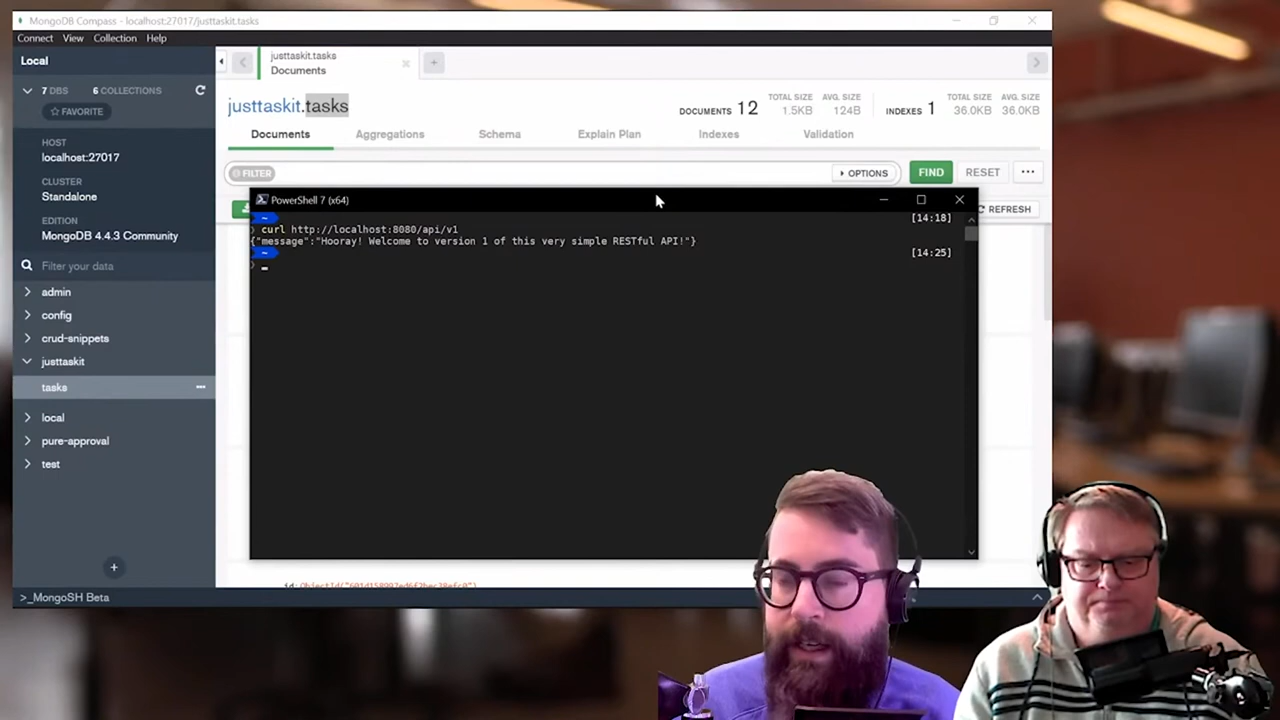 MongoDB Compass - localhost:27017/justtaskit.tasks
Connect View Collection Help
Local
7 DBS 6 COLLECTIONS
FAVORITE
HOST
localhost:27017
CLUSTER
Standalone
EDITION
MongoDB 4.4.3 Community
Filter your data
admin
config
crud-snippets
justtaskit
tasks
local
pure-approval
test
>_MongoSH Beta
justtaskit.tasks
Documents
justtaskit.tasks
DOCUMENTS 12 TOTAL SIZE 1.5KB AVG. SIZE 124B INDEXES 1 TOTAL SIZE 36.0KB AVG. SIZE 36.0KB
Documents Aggregations Schema Explain Plan Indexes Validation
FILTER OPTIONS FIND RESET ...
REFRESH
PowerShell 7 (x64)
~ [14:18]
curl http://localhost:8080/api/v1
{"message":"Hooray! Welcome to version 1 of this very simple RESTful API!"}
~ [14:25]